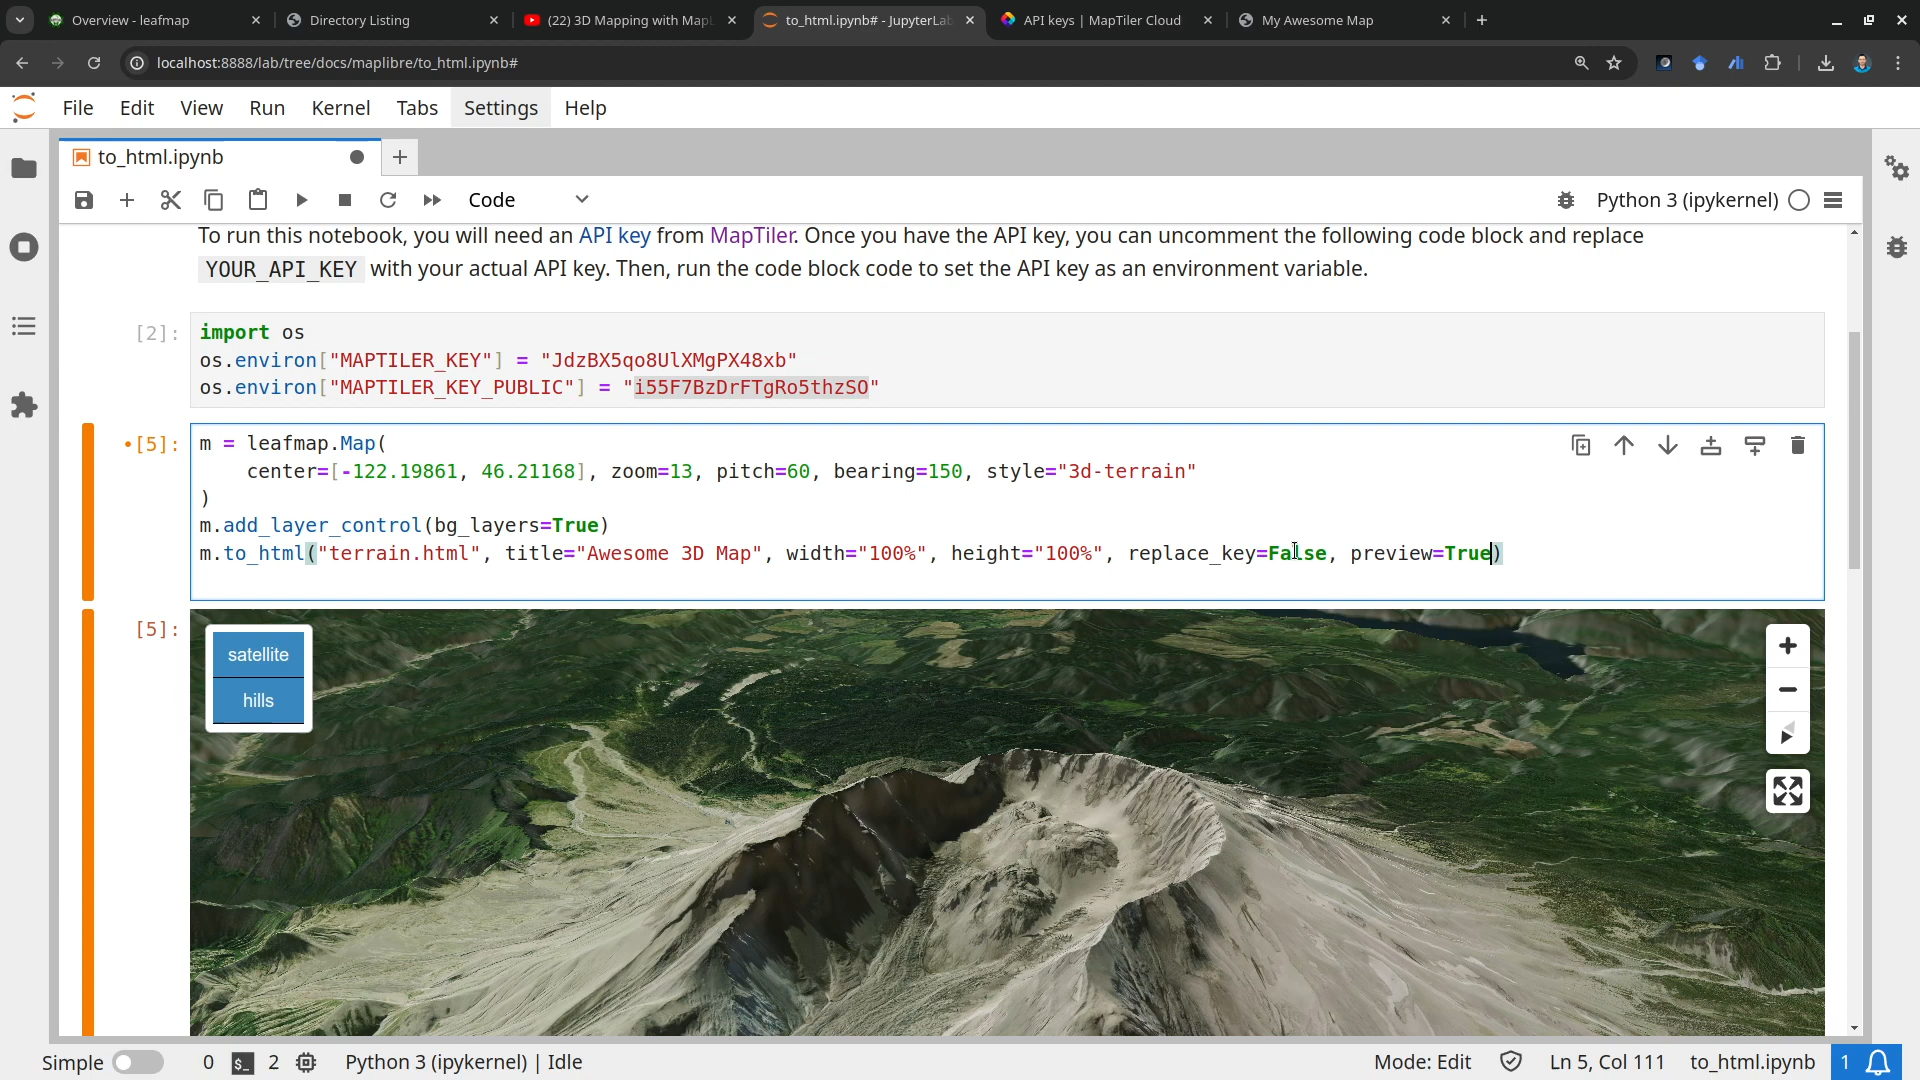 Overview - leafmap
Directory Listing
(22) 3D Mapping with MapL
to_html.ipynb# - JupyterLab
API keys | MapTiler Cloud
My Awesome Map
localhost:8888/lab/tree/docs/maplibre/to_html.ipynb#
File Edit View Run Kernel Tabs Settings Help
to_html.ipynb
Code
Python 3 (ipykernel)
To run this notebook, you will need an API key from MapTiler. Once you have the API key, you can uncomment the following code block and replace
YOUR_API_KEY with your actual API key. Then, run the code block code to set the API key as an environment variable.
[2]:
import os
os.environ["MAPTILER_KEY"] = "JdzBX5qo8UlXMgPX48xb"
os.environ["MAPTILER_KEY_PUBLIC"] = "i55F7BzDrFTgRo5thzSO"
•[5]:
m = leafmap.Map(
center=[-122.19861, 46.21168], zoom=13, pitch=60, bearing=150, style="3d-terrain"
)
m.add_layer_control(bg_layers=True)
m.to_html("terrain.html", title="Awesome 3D Map", width="100%", height="100%", replace_key=False, preview=True)
[5]:
satellite
hills
Simple
0
2
Python 3 (ipykernel) | Idle
Mode: Edit
Ln 5, Col 111
to_html.ipynb
1